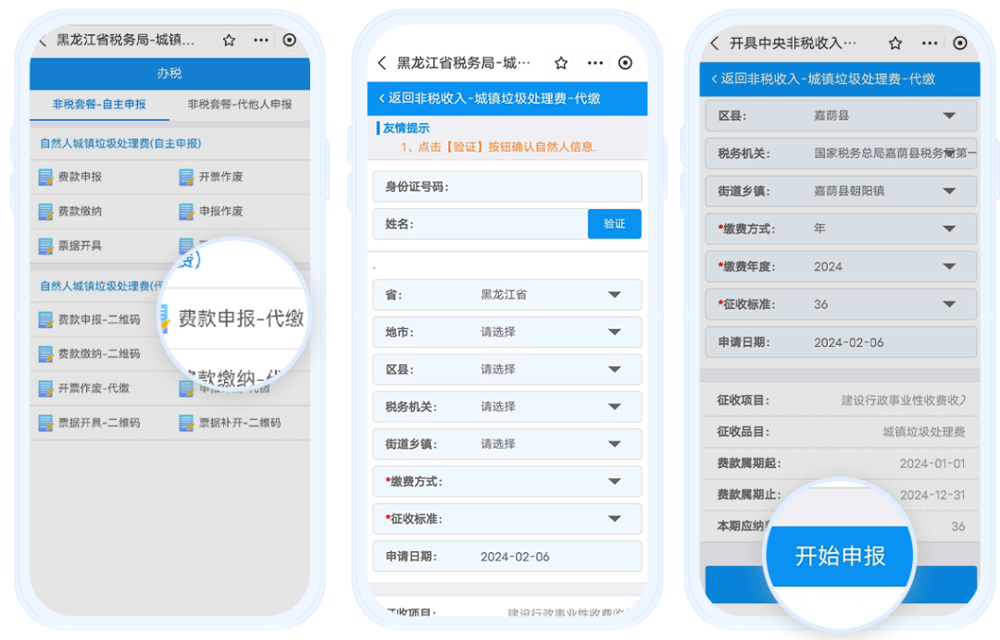 黑龙江省税务局-城镇...
办税
非税套餐-自主申报
非税套餐-代他人申报
自然人城镇垃圾处理费(自主申报)
费款申报
开票作废
费款缴纳
申报作废
票据开具
自然人城镇垃圾处理费(代
费)
费款申报-二维码
费款申报-代缴
费款缴纳-二维码
款缴纳-代
开票作废-代缴
票据开具-二维码
票据补开-二维码
黑龙江省税务局-城...
返回非税收入-城镇垃圾处理费-代缴
友情提示
1、点击【验证】按钮确认自然人信息.
身份证号码:
姓名:
验证
.
省:
黑龙江省
地市:
请选择
区县:
请选择
税务机关:
请选择
街道乡镇:
请选择
*缴费方式:
*征收标准:
申请日期:
2024-02-06
征收项目:
建设行政事业性收费收
开具中央非税收入...
返回非税收入-城镇垃圾处理费-代缴
区县:
嘉荫县
税务机关:
国家税务总局嘉荫县税务局第一
街道乡镇:
嘉荫县朝阳镇
*缴费方式:
年
*缴费年度:
2024
*征收标准:
36
申请日期:
2024-02-06
征收项目:
建设行政事业性收费收入
征收品目:
城镇垃圾处理费
费款属期起:
2024-01-01
费款属期止:
2024-12-31
本期应纳
36
开始申报